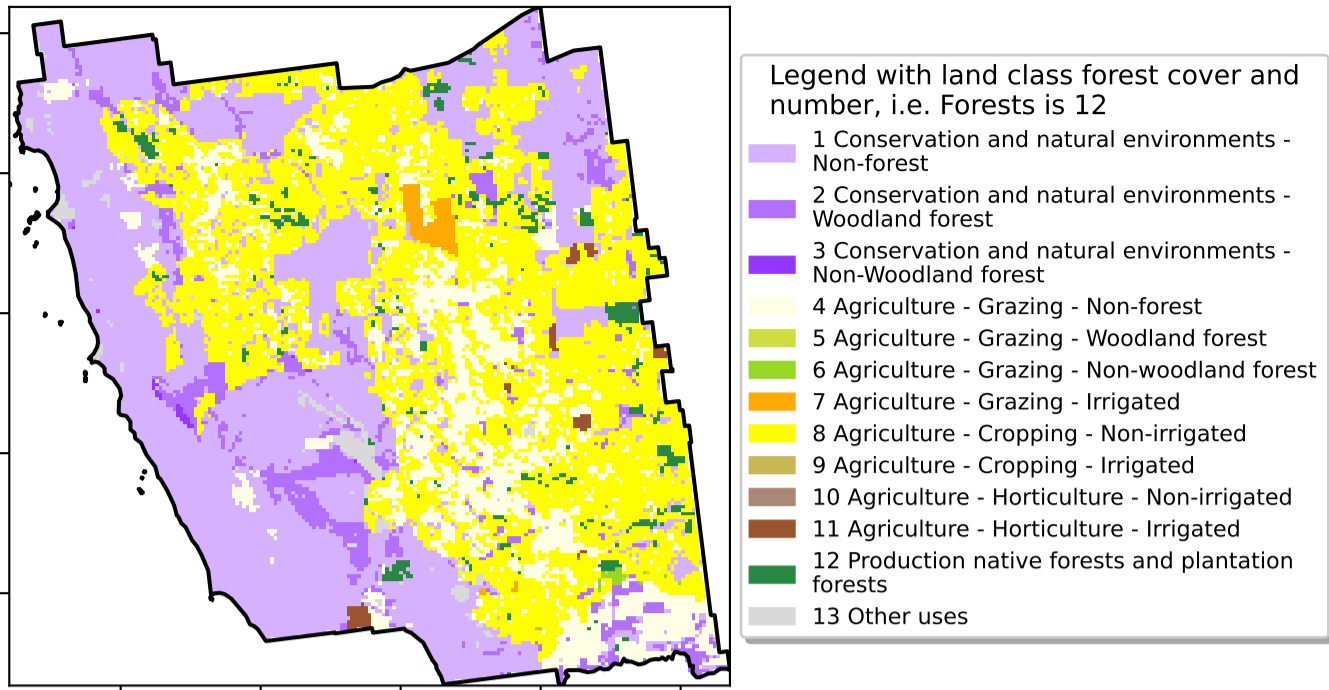 Legend with land class forest cover and
number, i.e. Forests is 12
1 Conservation and natural environments -
Non-forest
2 Conservation and natural environments -
Woodland forest
3 Conservation and natural environments -
Non-Woodland forest
4 Agriculture - Grazing - Non-forest
5 Agriculture - Grazing - Woodland forest
6 Agriculture - Grazing - Non-woodland forest
7 Agriculture - Grazing - Irrigated
8 Agriculture - Cropping - Non-irrigated
9 Agriculture - Cropping - Irrigated
10 Agriculture - Horticulture - Non-irrigated
11 Agriculture - Horticulture - Irrigated
12 Production native forests and plantation
forests
13 Other uses